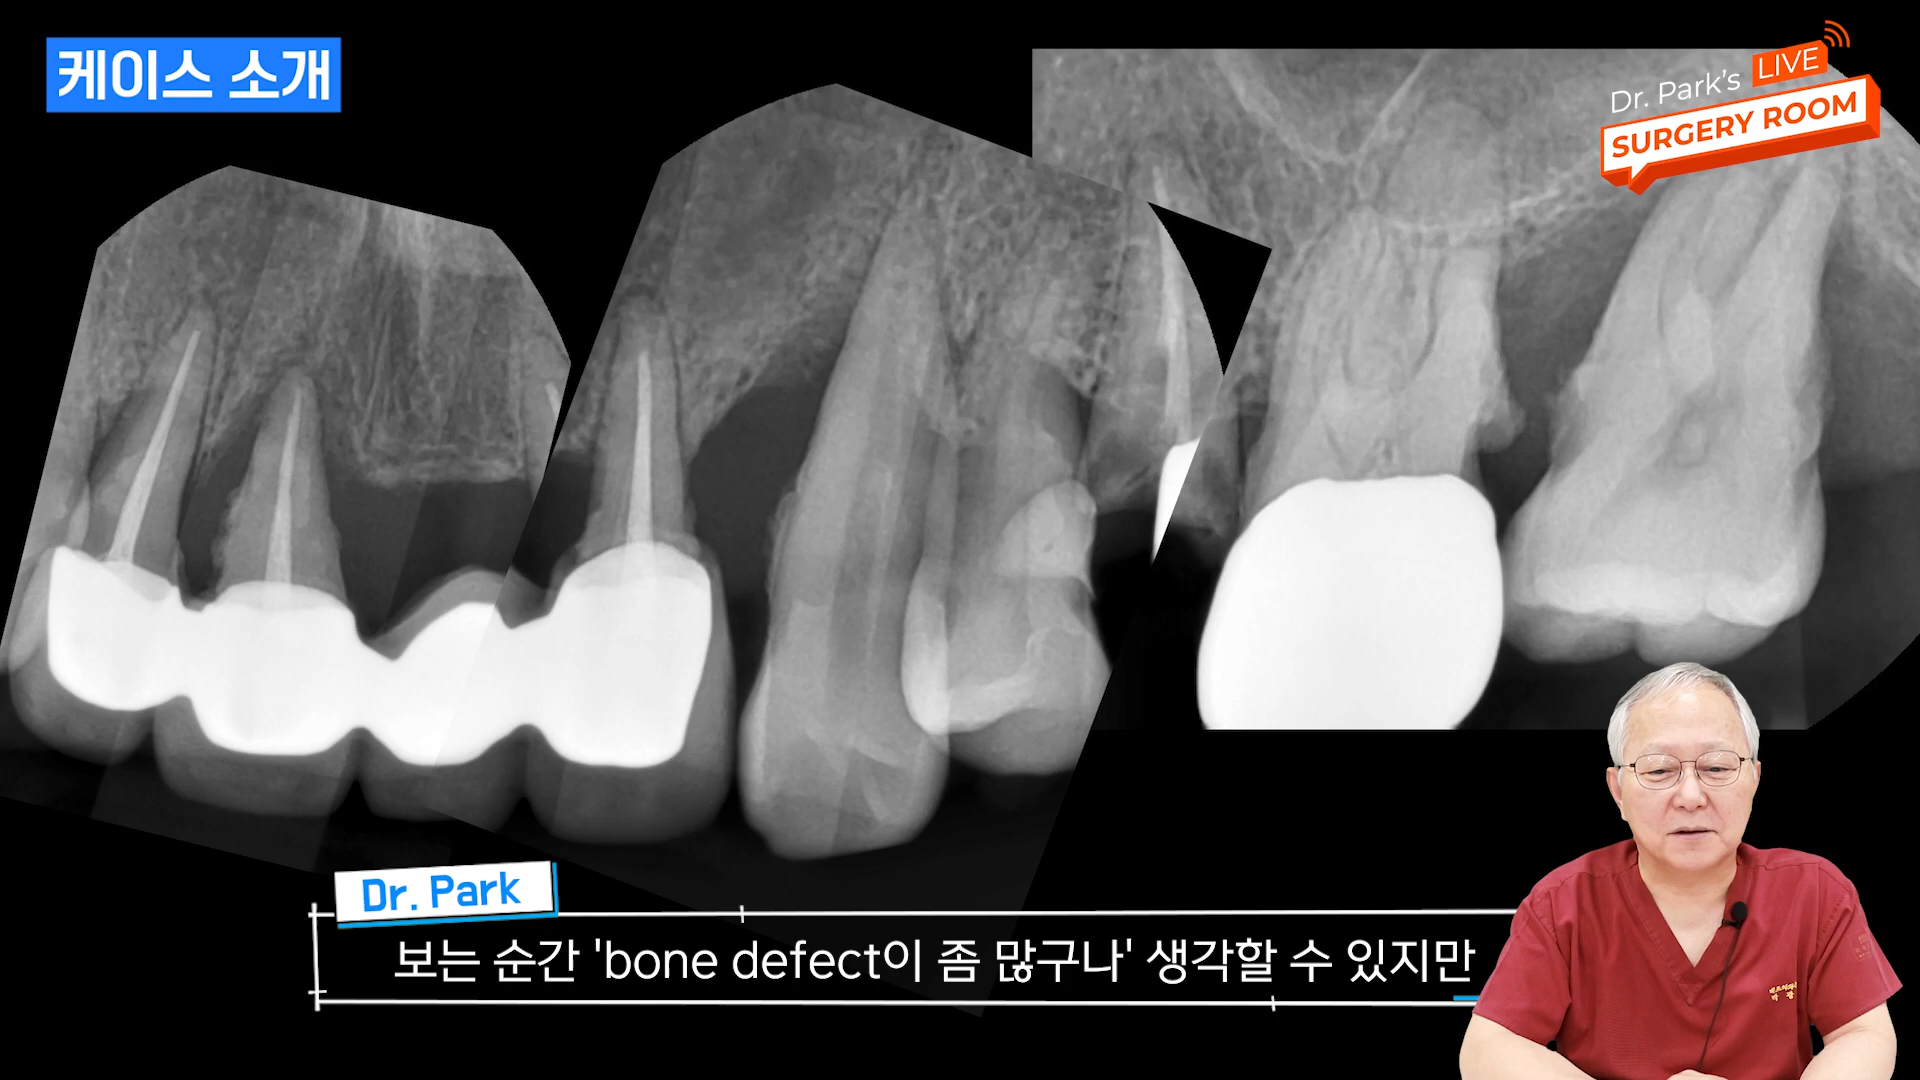 케이스 소개
Dr. Park's LIVE
SURGERY ROOM
Dr. Park
보는 순간 'bone defect이 좀 많구나' 생각할 수 있지만